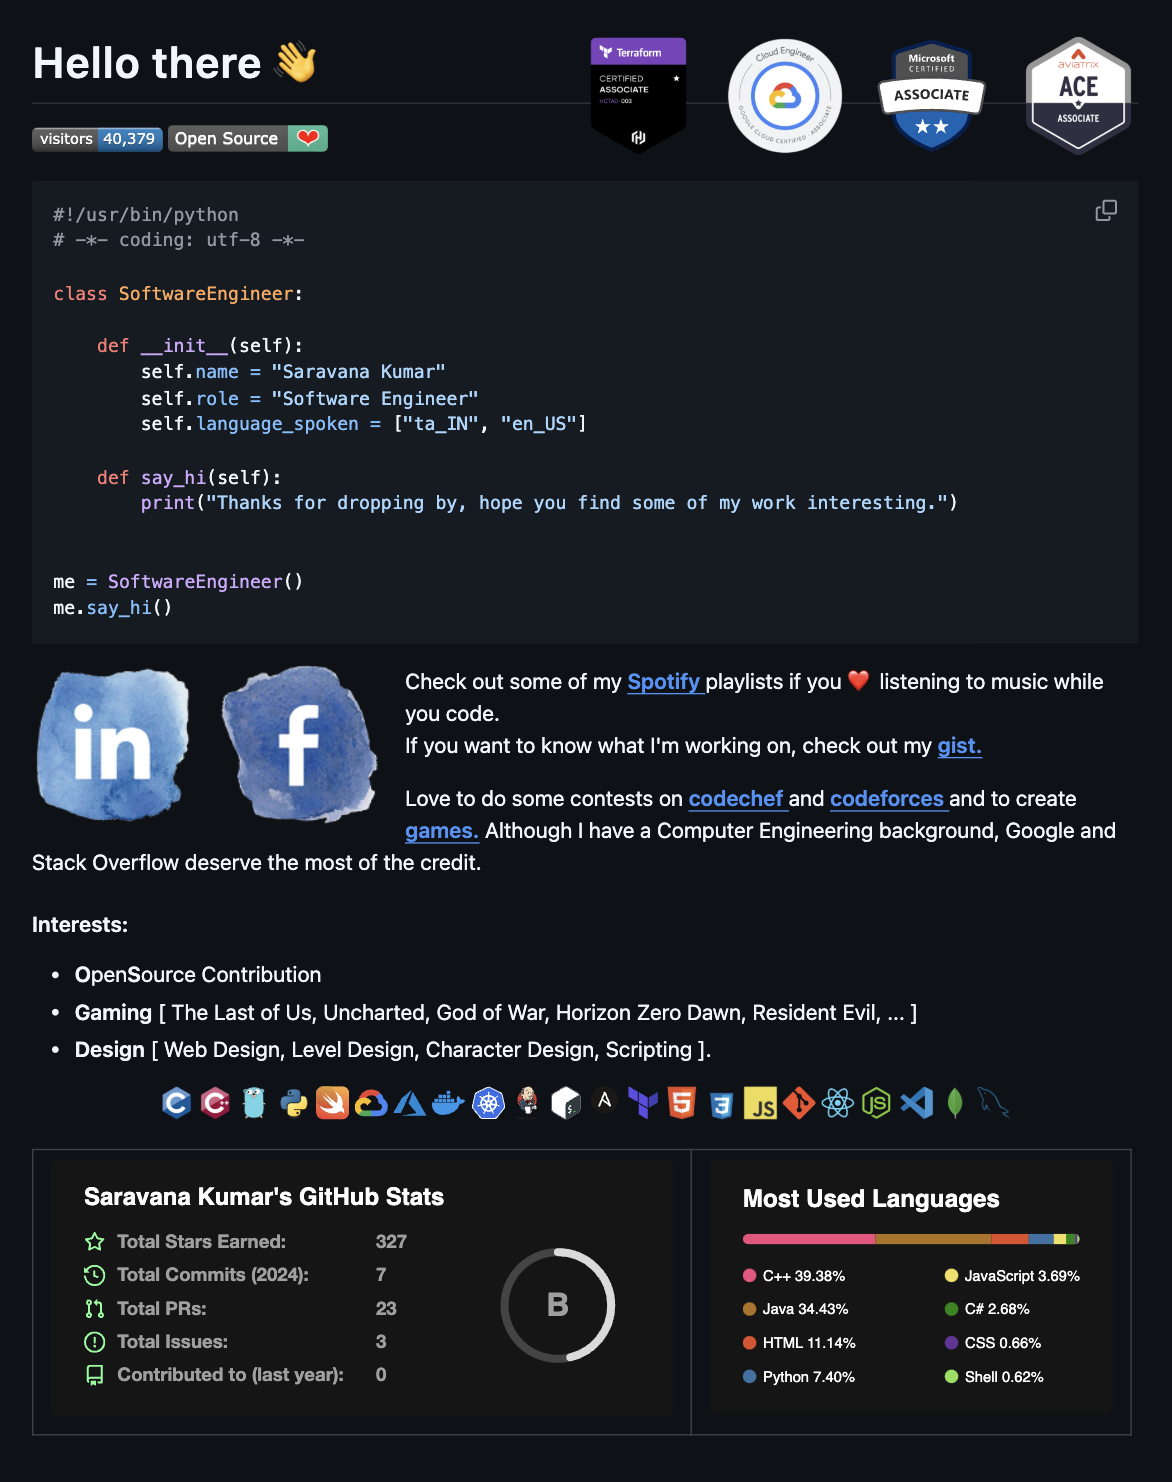 Hello there 👋
Terraform
CERTIFIED
ASSOCIATE
HCTA0-003
Cloud Engineer
GOOGLE CLOUD CERTIFIED · ASSOCIATE
Microsoft
CERTIFIED
ASSOCIATE
aviatrix
ACE
ASSOCIATE
visitors 40,379 Open Source ❤
#!/usr/bin/python
# -*- coding: utf-8 -*-
class SoftwareEngineer:
    def __init__(self):
        self.name = "Saravana Kumar"
        self.role = "Software Engineer"
        self.language_spoken = ["ta_IN", "en_US"]
    def say_hi(self):
        print("Thanks for dropping by, hope you find some of my work interesting.")
me = SoftwareEngineer()
me.say_hi()
in
f
Check out some of my Spotify playlists if you ❤️ listening to music while
you code.
If you want to know what I'm working on, check out my gist.
Love to do some contests on codechef and codeforces and to create
games. Although I have a Computer Engineering background, Google and
Stack Overflow deserve the most of the credit.
Interests:
• OpenSource Contribution
• Gaming [ The Last of Us, Uncharted, God of War, Horizon Zero Dawn, Resident Evil, ... ]
• Design [ Web Design, Level Design, Character Design, Scripting ].
C C++ $_ A 5 3 JS JS
Saravana Kumar's GitHub Stats
Total Stars Earned: 327
Total Commits (2024): 7
Total PRs: 23
Total Issues: 3
Contributed to (last year): 0
B
Most Used Languages
C++ 39.38%
Java 34.43%
HTML 11.14%
Python 7.40%
JavaScript 3.69%
C# 2.68%
CSS 0.66%
Shell 0.62%